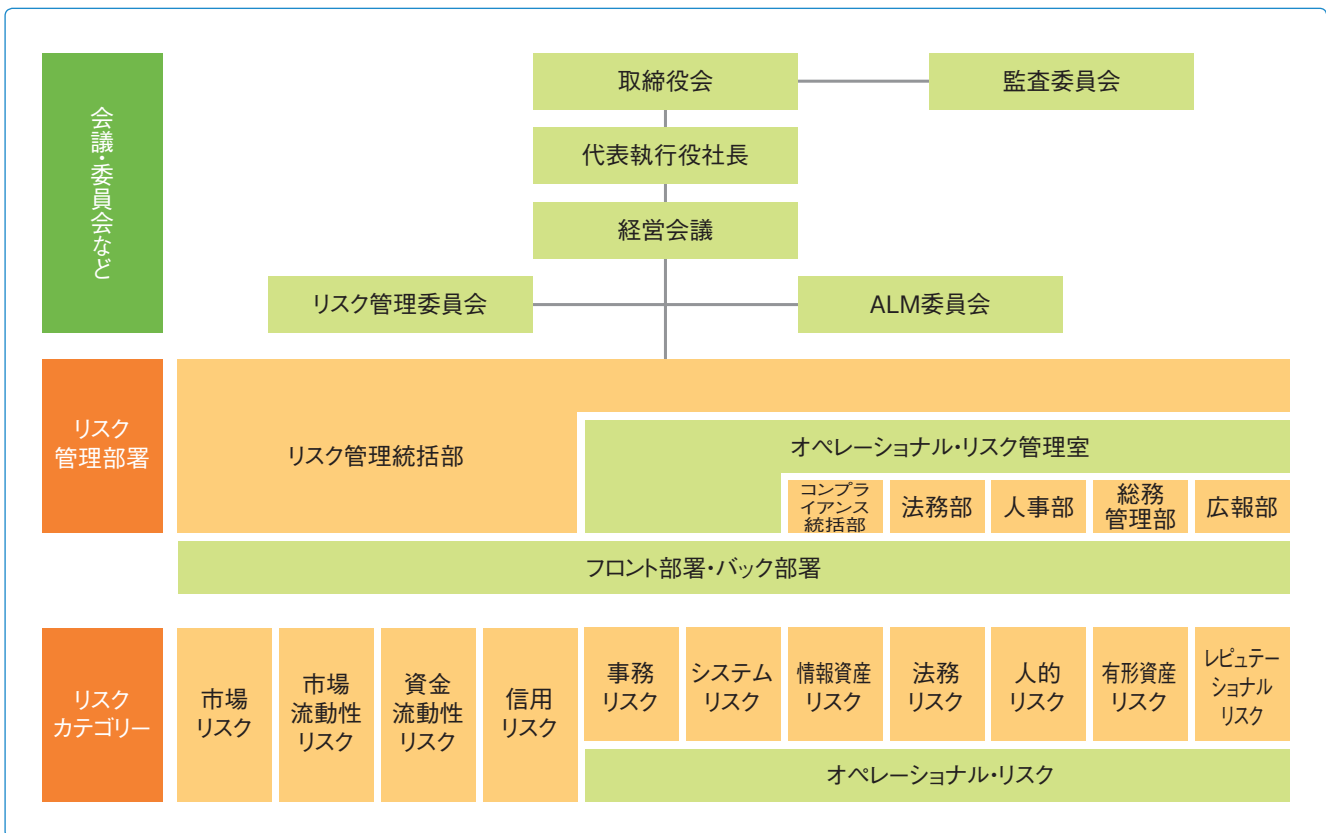 会議・委員会など
取締役会
監査委員会
代表執行役社長
経営会議
リスク管理委員会
ALM委員会
リスク
管理部署
リスク管理統括部
オペレーショナル・リスク管理室
コンプラ
イアンス
統括部
法務部
人事部
総務
管理部
広報部
フロント部署・バック部署
リスク
カテゴリー
市場
リスク
市場
流動性
リスク
資金
流動性
リスク
信用
リスク
事務
リスク
システム
リスク
情報資産
リスク
法務
リスク
人的
リスク
有形資産
リスク
レピュテー
ショナル
リスク
オペレーショナル・リスク